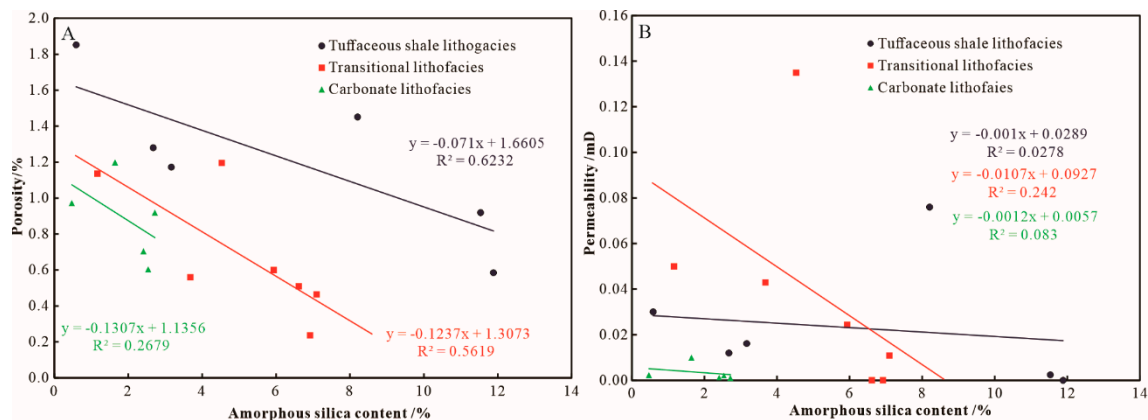 A
Tuffaceous shale lithogacies
Transitional lithofacies
Carbonate lithofaies
y = -0.071x + 1.6605
R² = 0.6232
y = -0.1307x + 1.1356
R² = 0.2679
y = -0.1237x + 1.3073
R² = 0.5619
Porosity/%
2.0
1.8
1.6
1.4
1.2
1.0
0.8
0.6
0.4
0.2
0.0
0 2 4 6 8 10 12 14
Amorphous silica content /%
B
Tuffaceous shale lithofacies
Transitional lithofacies
Carbonate lithofaies
y = -0.001x + 0.0289
R² = 0.0278
y = -0.0107x + 0.0927
R² = 0.242
y = -0.0012x + 0.0057
R² = 0.083
Permeability /mD
0.16
0.14
0.12
0.10
0.08
0.06
0.04
0.02
0.00
0 2 4 6 8 10 12 14
Amorphous silica content /%